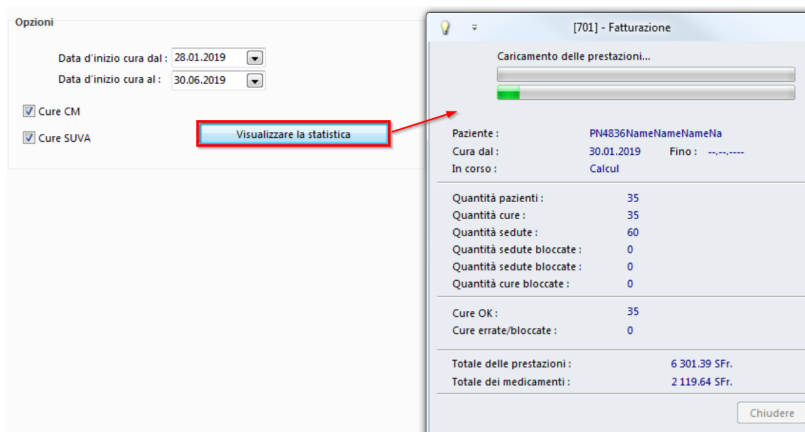 Opzioni
Data d'inizio cura dal : 28.01.2019
Data d'inizio cura al : 30.06.2019
Cure CM
Cure SUVA
Visualizzare la statistica
[701] - Fatturazione
Caricamento delle prestazioni...
Paziente : PN4836NameNameNameNa
Cura dal : 30.01.2019 Fino : --.--.----
In corso : Calcul
Quantità pazienti : 35
Quantità cure : 35
Quantità sedute : 60
Quantità sedute bloccate : 0
Quantità sedute bloccate : 0
Quantità cure bloccate : 0
Cure OK : 35
Cure errate/bloccate : 0
Totale delle prestazioni : 6 301.39 SFr.
Totale dei medicamenti : 2 119.64 SFr.
Chiudere